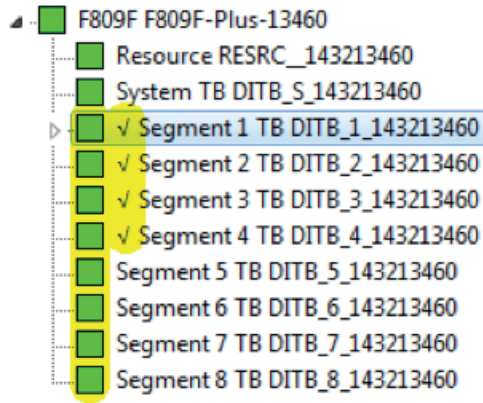 F809F F809F-Plus-13460
Resource RESRC__143213460
System TB DITB_S_143213460
√ Segment 1 TB DITB_1_143213460
√ Segment 2 TB DITB_2_143213460
√ Segment 3 TB DITB_3_143213460
√ Segment 4 TB DITB_4_143213460
Segment 5 TB DITB_5_143213460
Segment 6 TB DITB_6_143213460
Segment 7 TB DITB_7_143213460
Segment 8 TB DITB_8_143213460